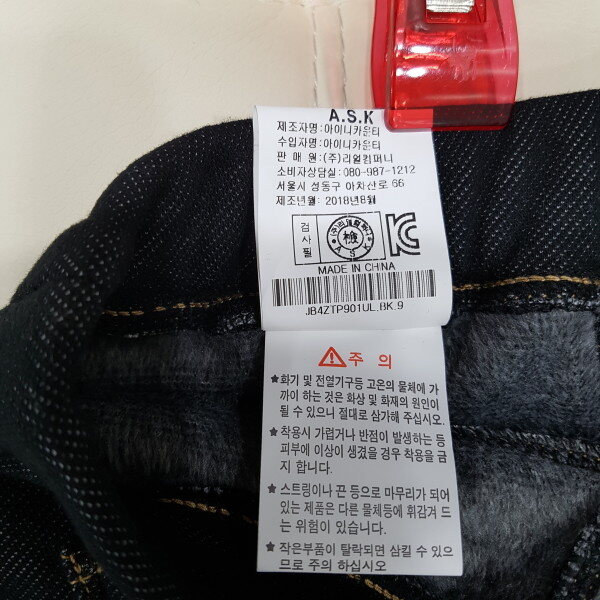 A.S.K
제조자명:아이니카운티
수입자명:아이니카운티
판 매 원:(주)리얼컴퍼니
소비자상담실: 080-987-1212
서울시 성동구 아차산로 66
제조년월: 2018년8월
검사필
檢
A S K
MADE IN CHINA
JB4ZTP901UL.BK.9
주 의
★화기 및 전열기구등 고온의 물체에 가
까이 하는 것은 화상 및 화재의 원인이
될 수 있으니 절대로 삼가해 주십시오.
★착용시 가렵거나 반점이 발생하는 등
피부에 이상이 생겼을 경우 착용을 금
지 합니다.
★스트링이나 끈 등으로 마무리가 되어
있는 제품은 다른 물체등에 휘감겨 드
는 위험이 있습니다.
★작은부품이 탈락되면 삼킬 수 있으
므로 주의 하십시오